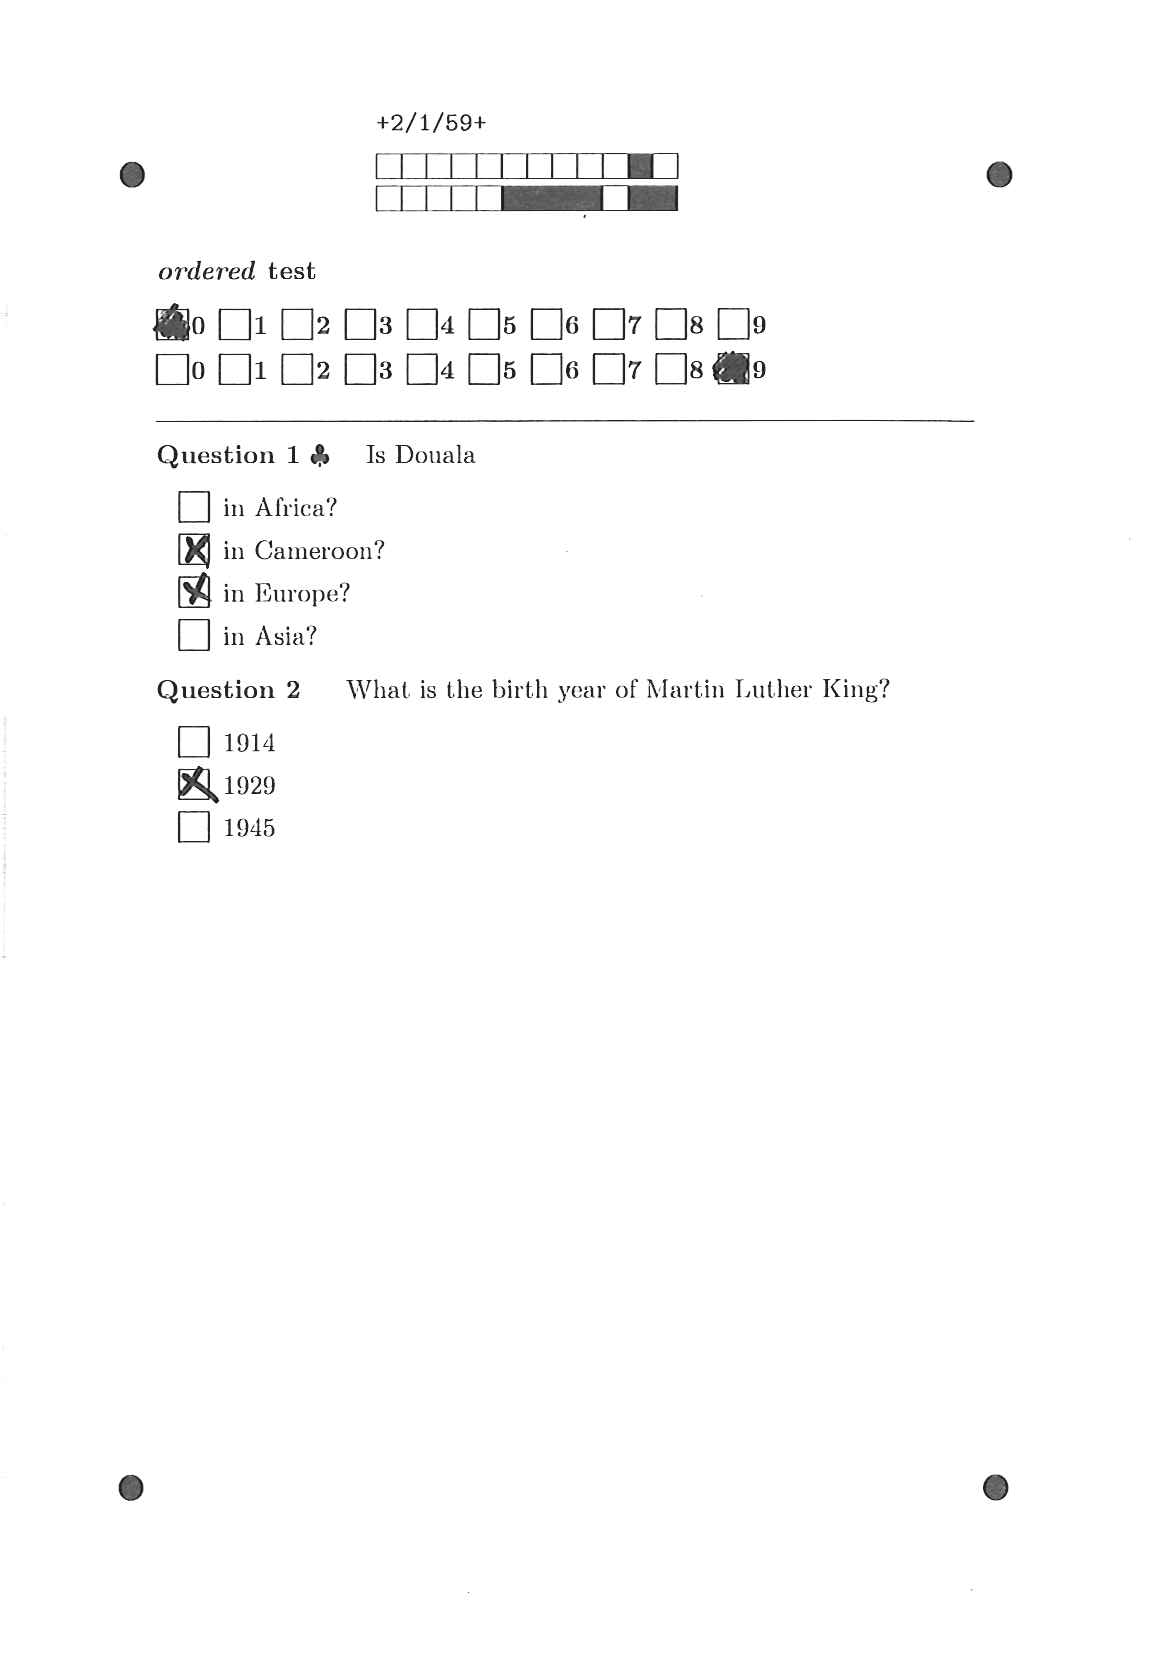 +2/1/59+
ordered test
0 1 2 3 4 5 6 7 8 9
0 1 2 3 4 5 6 7 8 9
Question 1 ♣ Is Douala
in Africa?
in Cameroon?
in Europe?
in Asia?
Question 2 What is the birth year of Martin Luther King?
1914
1929
1945